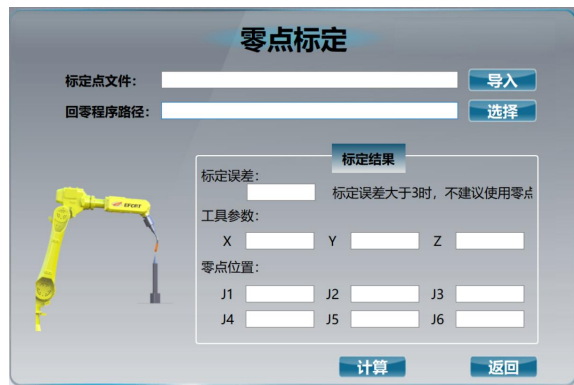 零点标定
标定点文件： 导入
回零程序路径： 选择
标定结果
标定误差：
标定误差大于3时，不建议使用零点
工具参数：
X Y Z
零点位置：
J1 J2 J3
J4 J5 J6
EFORT
计算 返回